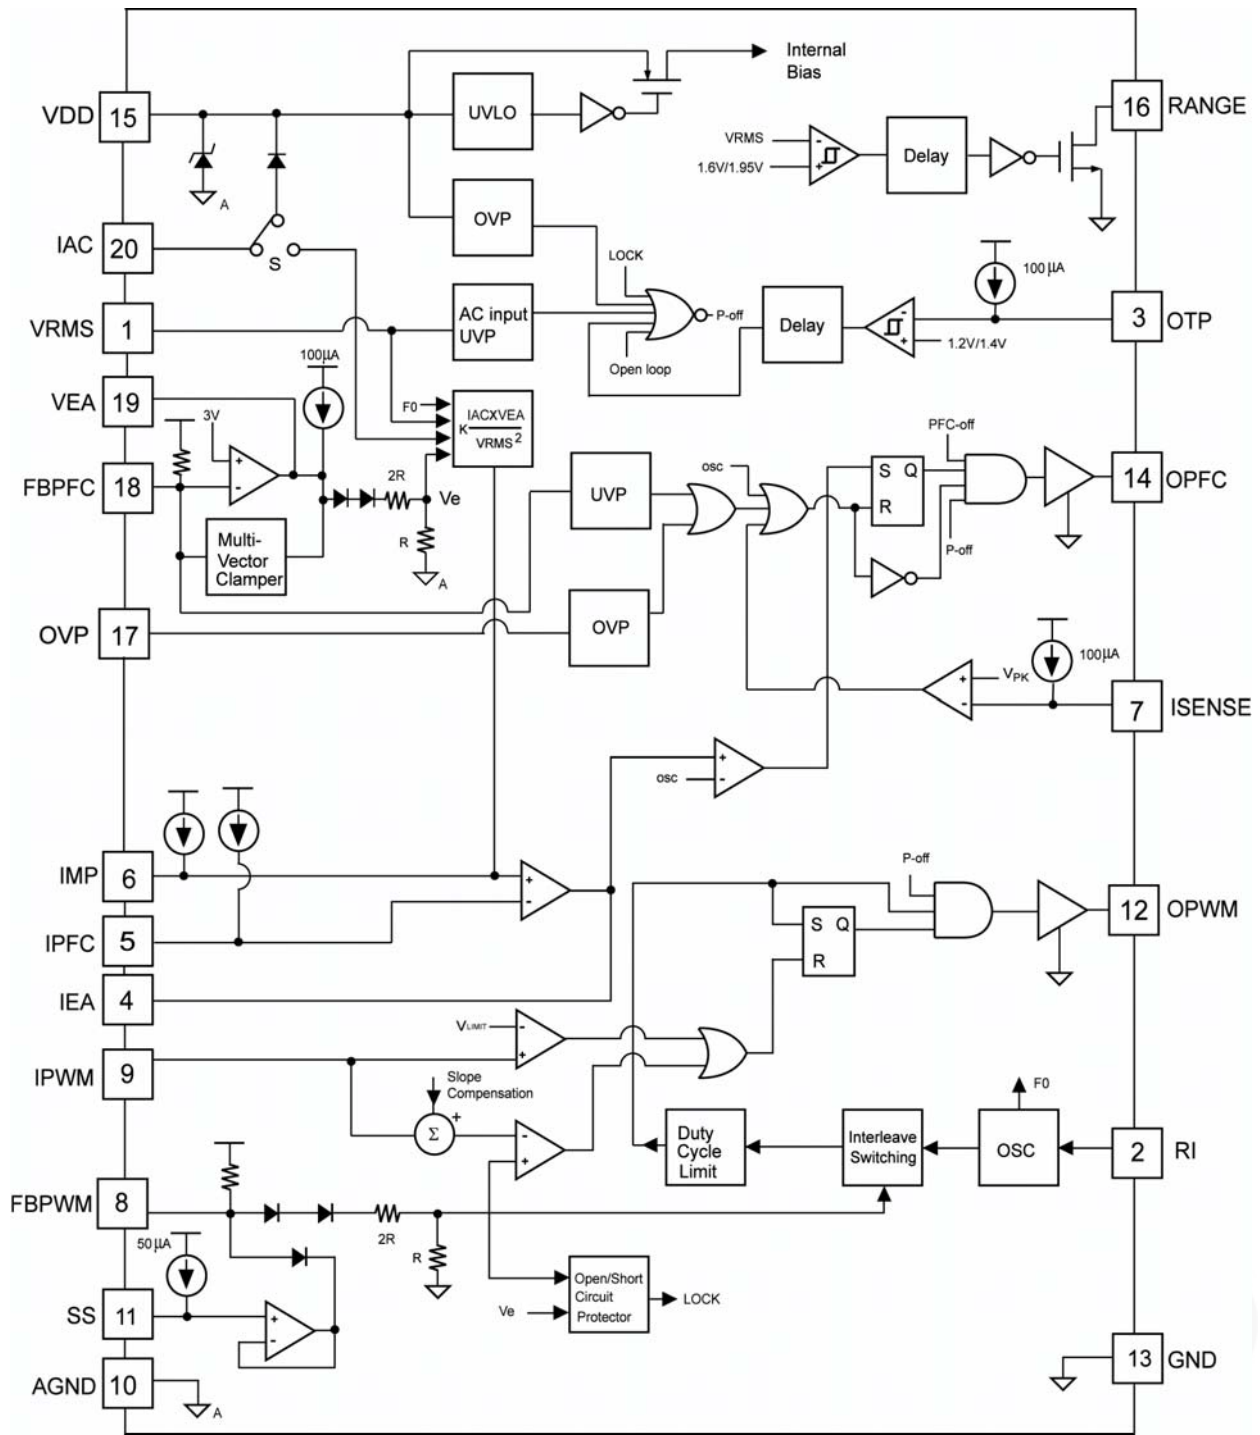 Internal
Bias
VDD
15
UVLO
16
RANGE
VRMS
1.6V/1.95V
Delay
A
OVP
IAC
20
S
LOCK
100µA
VRMS
1
AC input
UVP
P-off
Delay
3
OTP
1.2V/1.4V
Open loop
100µA
VEA
19
3V
F0
K IACXVEA
VRMS2
PFC-off
FBPFC
18
2R
Ve
UVP
osc
S Q
R
14
OPFC
Multi-
Vector
Clamper
R
A
P-off
OVP
17
OVP
VPK
100µA
7
ISENSE
osc
IMP
6
P-off
IPFC
5
S Q
R
12
OPWM
IEA
4
VLIMIT
IPWM
9
Slope
Compensation
+
Σ
F0
Duty
Cycle
Limit
Interleave
Switching
OSC
2
RI
FBPWM
8
2R
R
50µA
SS
11
Open/Short
Circuit
Protector
LOCK
Ve
AGND
10
A
13
GND